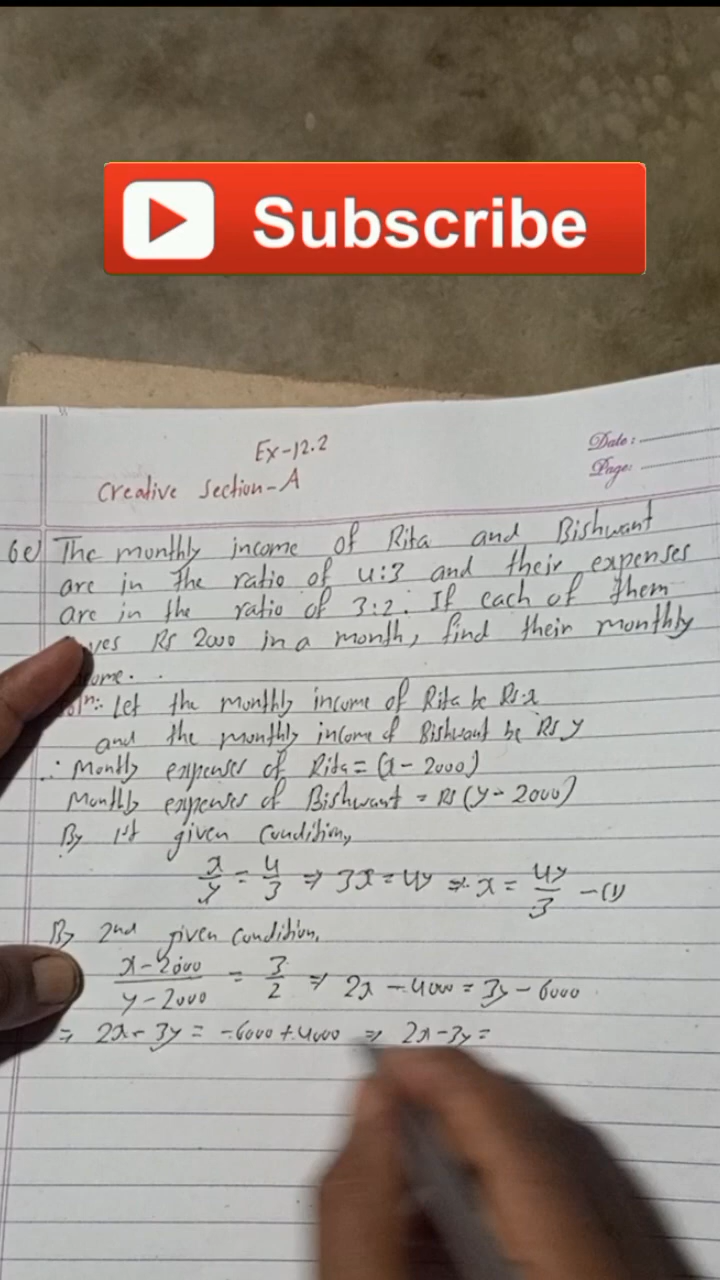 Subscribe
Ex-12.2
Date:
Creative Section-A
Page:
6e) The monthly income of Rita and Bishwant
are in the ratio of 4:3 and their expenses
are in the ratio of 3:2. If each of them
Rs 2000 in a month, find their monthly
Let the monthly income of Rita be Rs.x
and the monthly income of Bishwant be Rs y
∴ Montly expenses of Rita = (x - 2000)
Monthly expenses of Bishwant = Rs (y - 2000)
By 1st given condition,
x/y = 4/3 ⇒ 3x = 4y ⇒ x = 4y/3 - (1)
By 2nd given condition,
x-2000/y-2000 = 3/2 ⇒ 2x - 4000 = 3y - 6000
⇒ 2x - 3y = -6000 + 4000 ⇒ 2x - 3y =